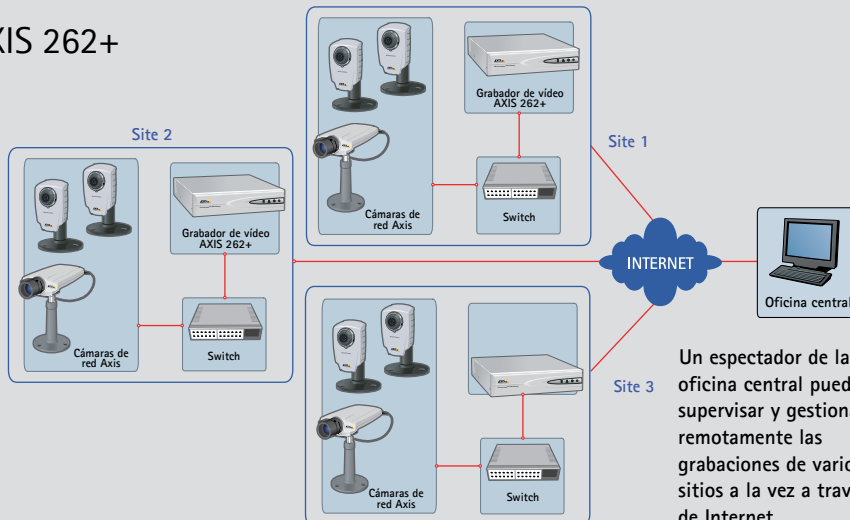 XIS 262+
Grabador de vídeo
AXIS 262+
Cámaras de
red Axis
Switch
Site 1
Site 2
Grabador de vídeo
AXIS 262+
Cámaras de
red Axis
Switch
INTERNET
Oficina central
Site 3
Cámaras de
red Axis
Switch
Un espectador de la
oficina central pued
supervisar y gestiona
remotamente las
grabaciones de vario
sitios a la vez a trav
de Internet